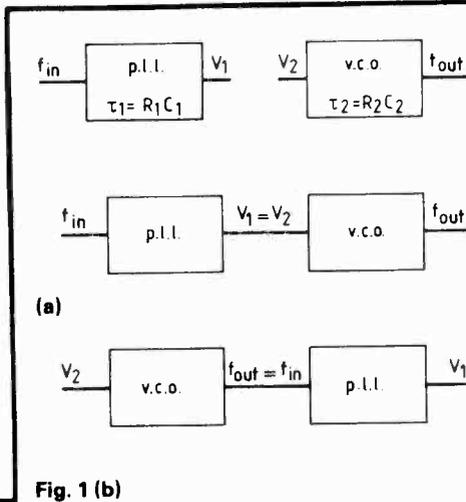 f_in p.l.l. V₁ V₂ v.c.o. f_out
τ₁= R₁C₁ τ₂=R₂C₂
f_in p.l.l. V₁ = V₂ v.c.o. f_out
(a)
V₂ v.c.o. f_out = f_in p.l.l. V₁
Fig. 1 (b)